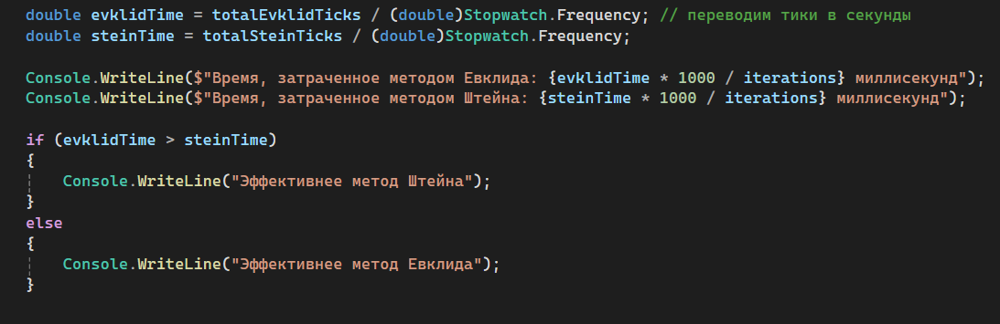 double evklidTime = totalEvklidTicks / (double)Stopwatch.Frequency; // переводим тики в секунды
double steinTime = totalSteinTicks / (double)Stopwatch.Frequency;
Console.WriteLine($"Время, затраченное методом Евклида: {evklidTime * 1000 / iterations} миллисекунд");
Console.WriteLine($"Время, затраченное методом Штейна: {steinTime * 1000 / iterations} миллисекунд");
if (evklidTime > steinTime)
{
Console.WriteLine("Эффективнее метод Штейна");
}
else
{
Console.WriteLine("Эффективнее метод Евклида");
}